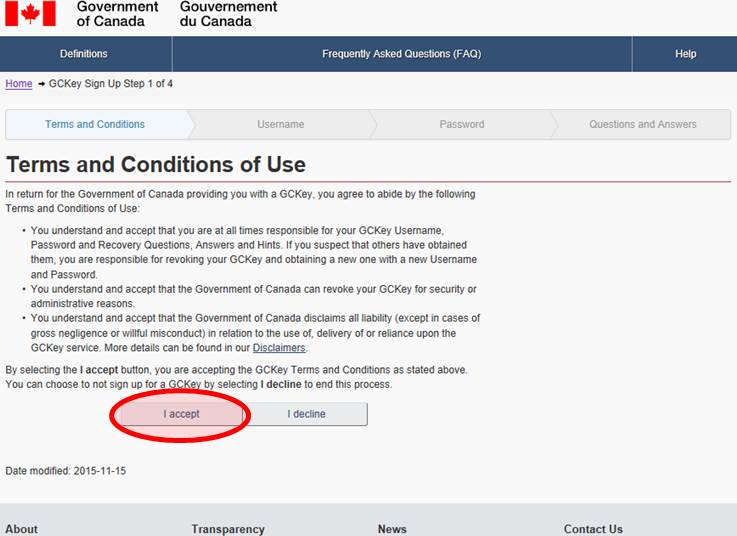 Government of Canada
Gouvernement du Canada
Definitions
Frequently Asked Questions (FAQ)
Help
Home ➞ GCKey Sign Up Step 1 of 4
Terms and Conditions
Username
Password
Questions and Answers
Terms and Conditions of Use
In return for the Government of Canada providing you with a GCKey, you agree to abide by the following
Terms and Conditions of Use:
• You understand and accept that you are at all times responsible for your GCKey Username,
Password and Recovery Questions, Answers and Hints. If you suspect that others have obtained
them, you are responsible for revoking your GCKey and obtaining a new one with a new Username
and Password.
• You understand and accept that the Government of Canada can revoke your GCKey for security or
administrative reasons.
• You understand and accept that the Government of Canada disclaims all liability (except in cases of
gross negligence or willful misconduct) in relation to the use of, delivery of or reliance upon the
GCKey service. More details can be found in our Disclaimers.
By selecting the I accept button, you are accepting the GCKey Terms and Conditions as stated above.
You can choose to not sign up for a GCKey by selecting I decline to end this process.
I accept
I decline
Date modified: 2015-11-15
About
Transparency
News
Contact Us